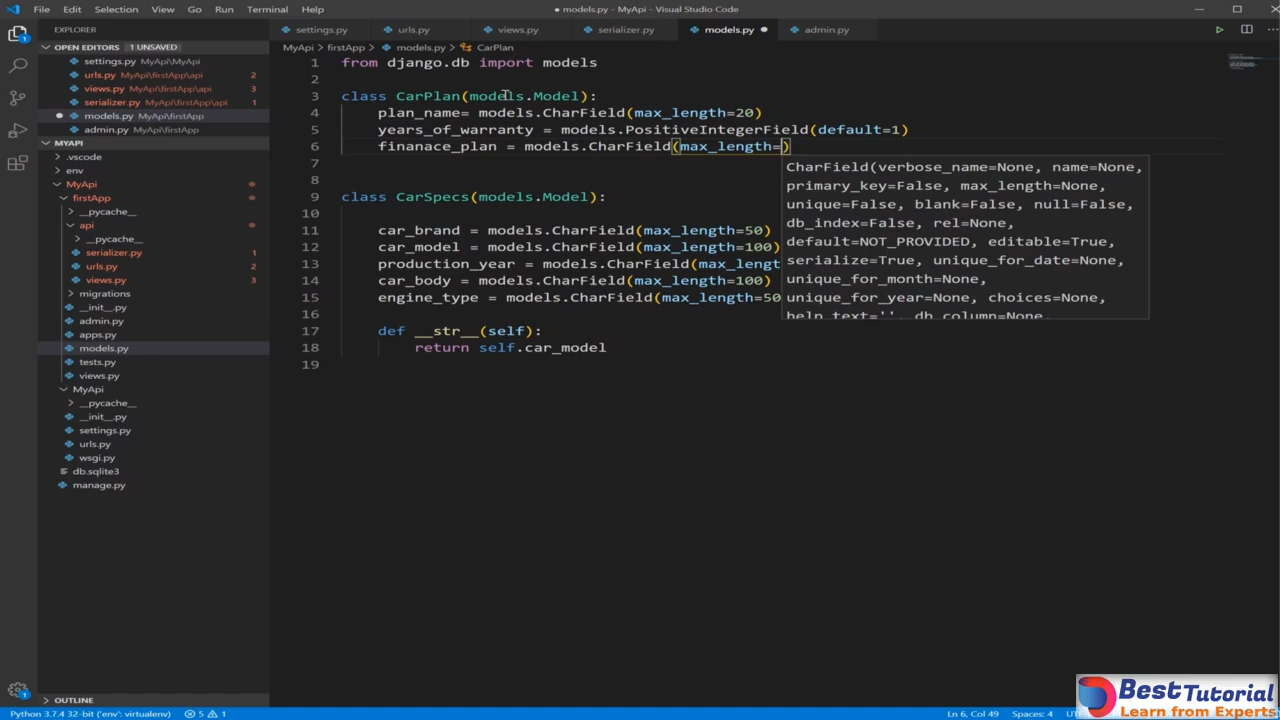 File Edit Selection View Go Run Terminal Help
● models.py - MyApi - Visual Studio Code
EXPLORER
OPEN EDITORS 1 UNSAVED
settings.py MyApi\MyApi
urls.py MyApi\firstApp\api 2
views.py MyApi\firstApp\api 3
serializer.py MyApi\firstApp\api 1
models.py MyApi\firstApp
admin.py MyApi\firstApp
MYAPI
.vscode
env
MyApi
firstApp
__pycache__
api
__pycache__
serializer.py 1
urls.py 2
views.py 3
migrations
__init__.py
admin.py
apps.py
models.py
tests.py
views.py
MyApi
__pycache__
__init__.py
settings.py
urls.py
wsgi.py
db.sqlite3
manage.py
OUTLINE
settings.py urls.py views.py serializer.py models.py ● admin.py
MyApi > firstApp > models.py > CarPlan
1 from django.db import models
2
3 class CarPlan(models.Model):
4 plan_name= models.CharField(max_length=20)
5 years_of_warranty = models.PositiveIntegerField(default=1)
6 finanace_plan = models.CharField(max_length=)
7
8
9 class CarSpecs(models.Model):
10
11 car_brand = models.CharField(max_length=50)
12 car_model = models.CharField(max_length=100)
13 production_year = models.CharField(max_lengt
14 car_body = models.CharField(max_length=100)
15 engine_type = models.CharField(max_length=50
16
17 def __str__(self):
18 return self.car_model
19
CharField(verbose_name=None, name=None,
primary_key=False, max_length=None,
unique=False, blank=False, null=False,
db_index=False, rel=None,
default=NOT_PROVIDED, editable=True,
serialize=True, unique_for_date=None,
unique_for_month=None,
unique_for_year=None, choices=None,
help_text='', db_column=None,
Best Tutorial
Learn from Experts
1
1
Python 3.7.4 32-bit ('env': virtualenv) 5 1 Ln 6, Col 49 Spaces: 4